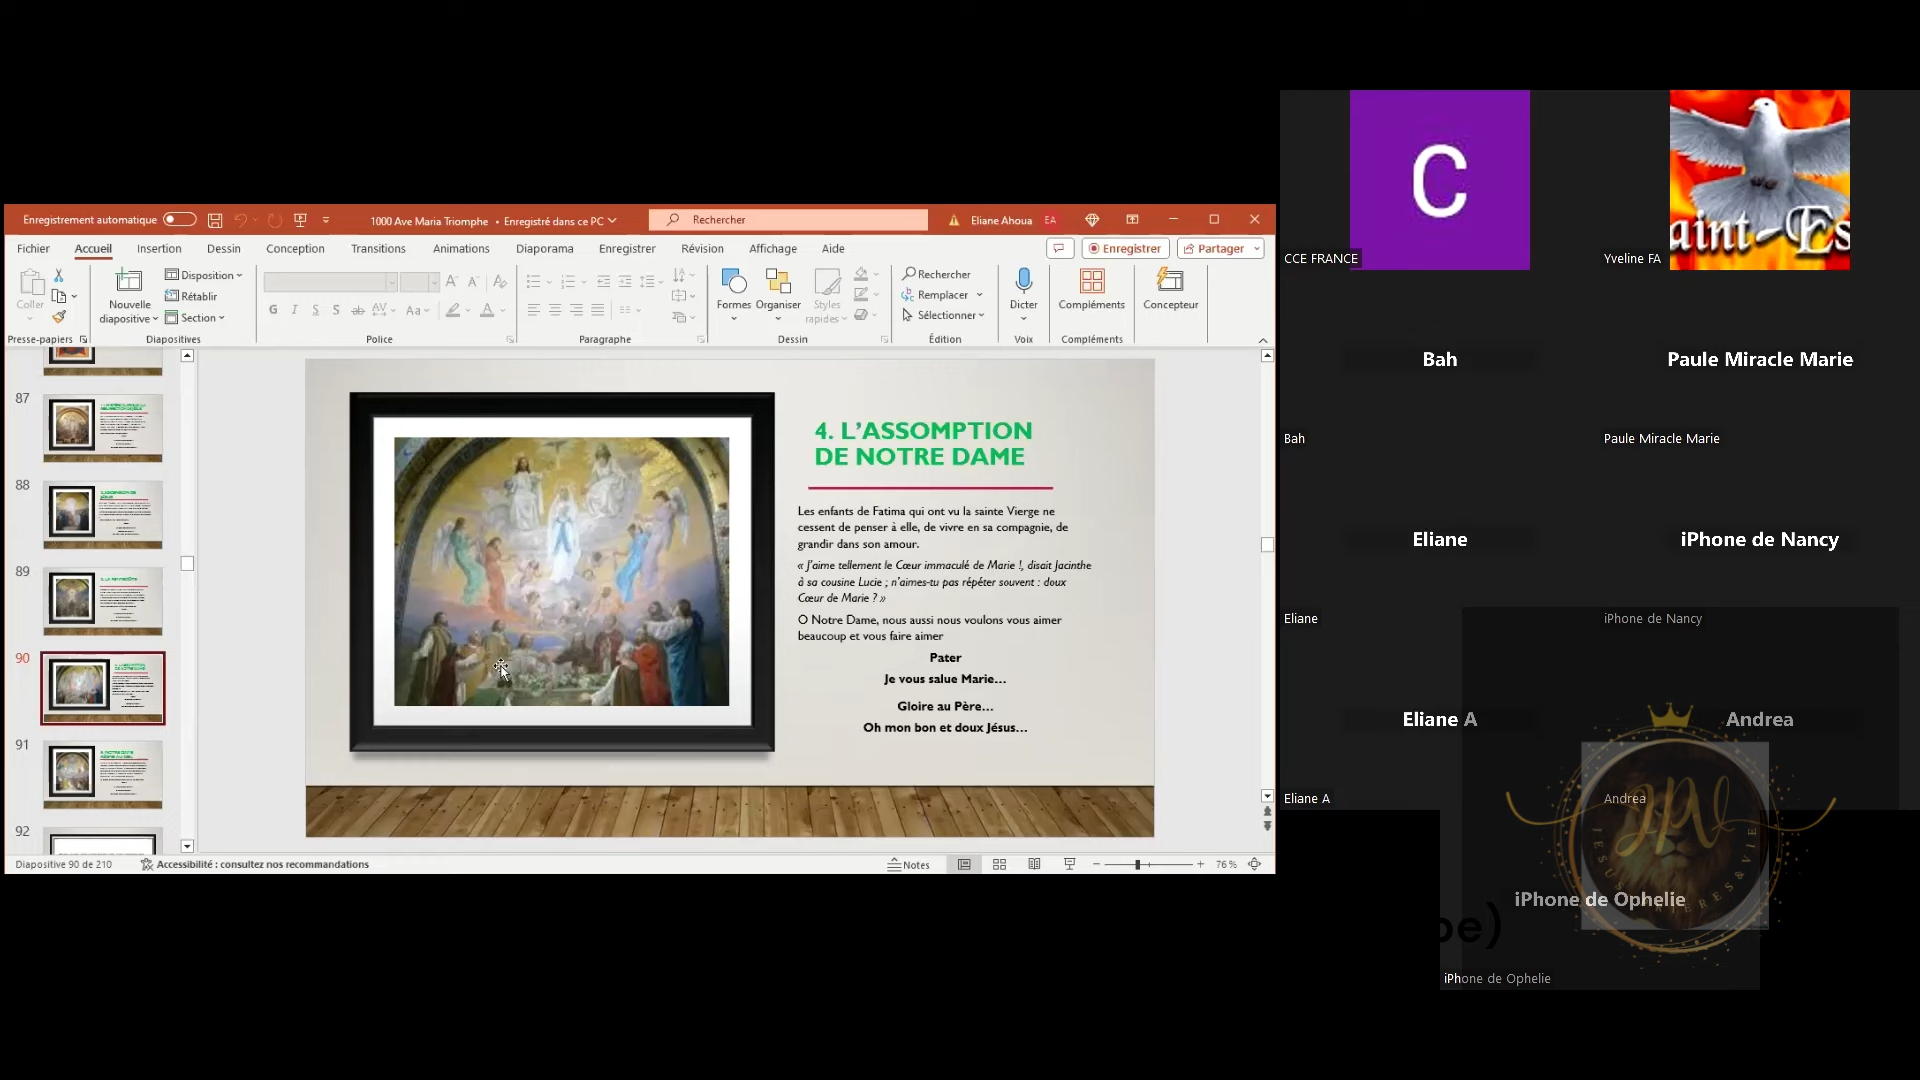 Enregistrement automatique
1000 Ave Maria Triomphe • Enregistré dans ce PC
Rechercher
Eliane Ahoua EA
Fichier Accueil Insertion Dessin Conception Transitions Animations Diaporama Enregistrer Révision Affichage Aide
Enregistrer
Partager
Coller
Nouvelle diapositive
Disposition
Rétablir
Section
G I S S ab AV Aa A
Formes
Organiser
Styles rapides
Rechercher
Remplacer
Sélectionner
Dicter
Compléments
Concepteur
Presse-papiers Diapositives Police Paragraphe Dessin Édition Voix Compléments
87
88
89
90
91
92
4. L’ASSOMPTION
DE NOTRE DAME
Les enfants de Fatima qui ont vu la sainte Vierge ne
cessent de penser à elle, de vivre en sa compagnie, de
grandir dans son amour.
« J’aime tellement le Cœur immaculé de Marie !, disait Jacinthe
à sa cousine Lucie ; n’aimes-tu pas répéter souvent : doux
Cœur de Marie ? »
O Notre Dame, nous aussi nous voulons vous aimer
beaucoup et vous faire aimer
Pater
Je vous salue Marie…
Gloire au Père…
Oh mon bon et doux Jésus…
Diapositive 90 de 210
Accessibilité : consultez nos recommandations
Notes
76 %
C
CCE FRANCE
aint-Es
Yveline FA
Bah
Bah
Paule Miracle Marie
Paule Miracle Marie
Eliane
Eliane
iPhone de Nancy
iPhone de Nancy
Eliane A
Eliane A
Andrea
Andrea
JPV
iPhone de Ophelie
iPhone de Ophelie